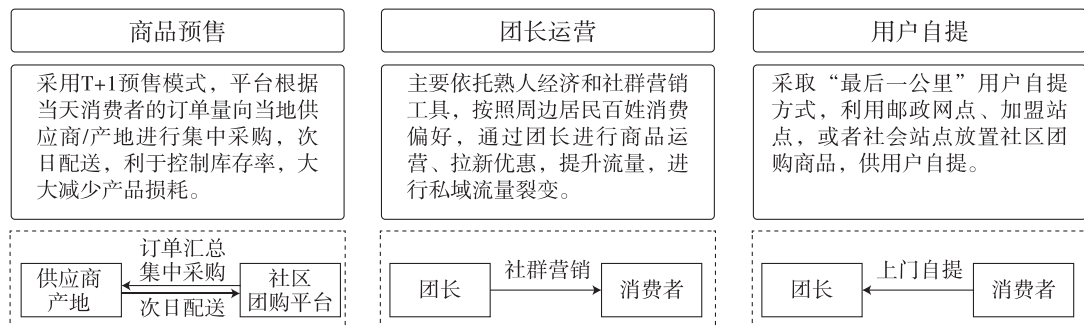 商品预售
采用T+1预售模式，平台根据
当天消费者的订单量向当地供
应商/产地进行集中采购，次
日配送，利于控制库存率，大
大减少产品损耗。
订单汇总
集中采购
供应商
产地
社区
团购平台
次日配送
团长运营
主要依托熟人经济和社群营销
工具，按照周边居民百姓消费
偏好，通过团长进行商品运
营、拉新优惠，提升流量，进
行私域流量裂变。
团长
社群营销
消费者
用户自提
采取“最后一公里”用户自提
方式，利用邮政网点、加盟站
点，或者社会站点放置社区团
购商品，供用户自提。
团长
上门自提
消费者